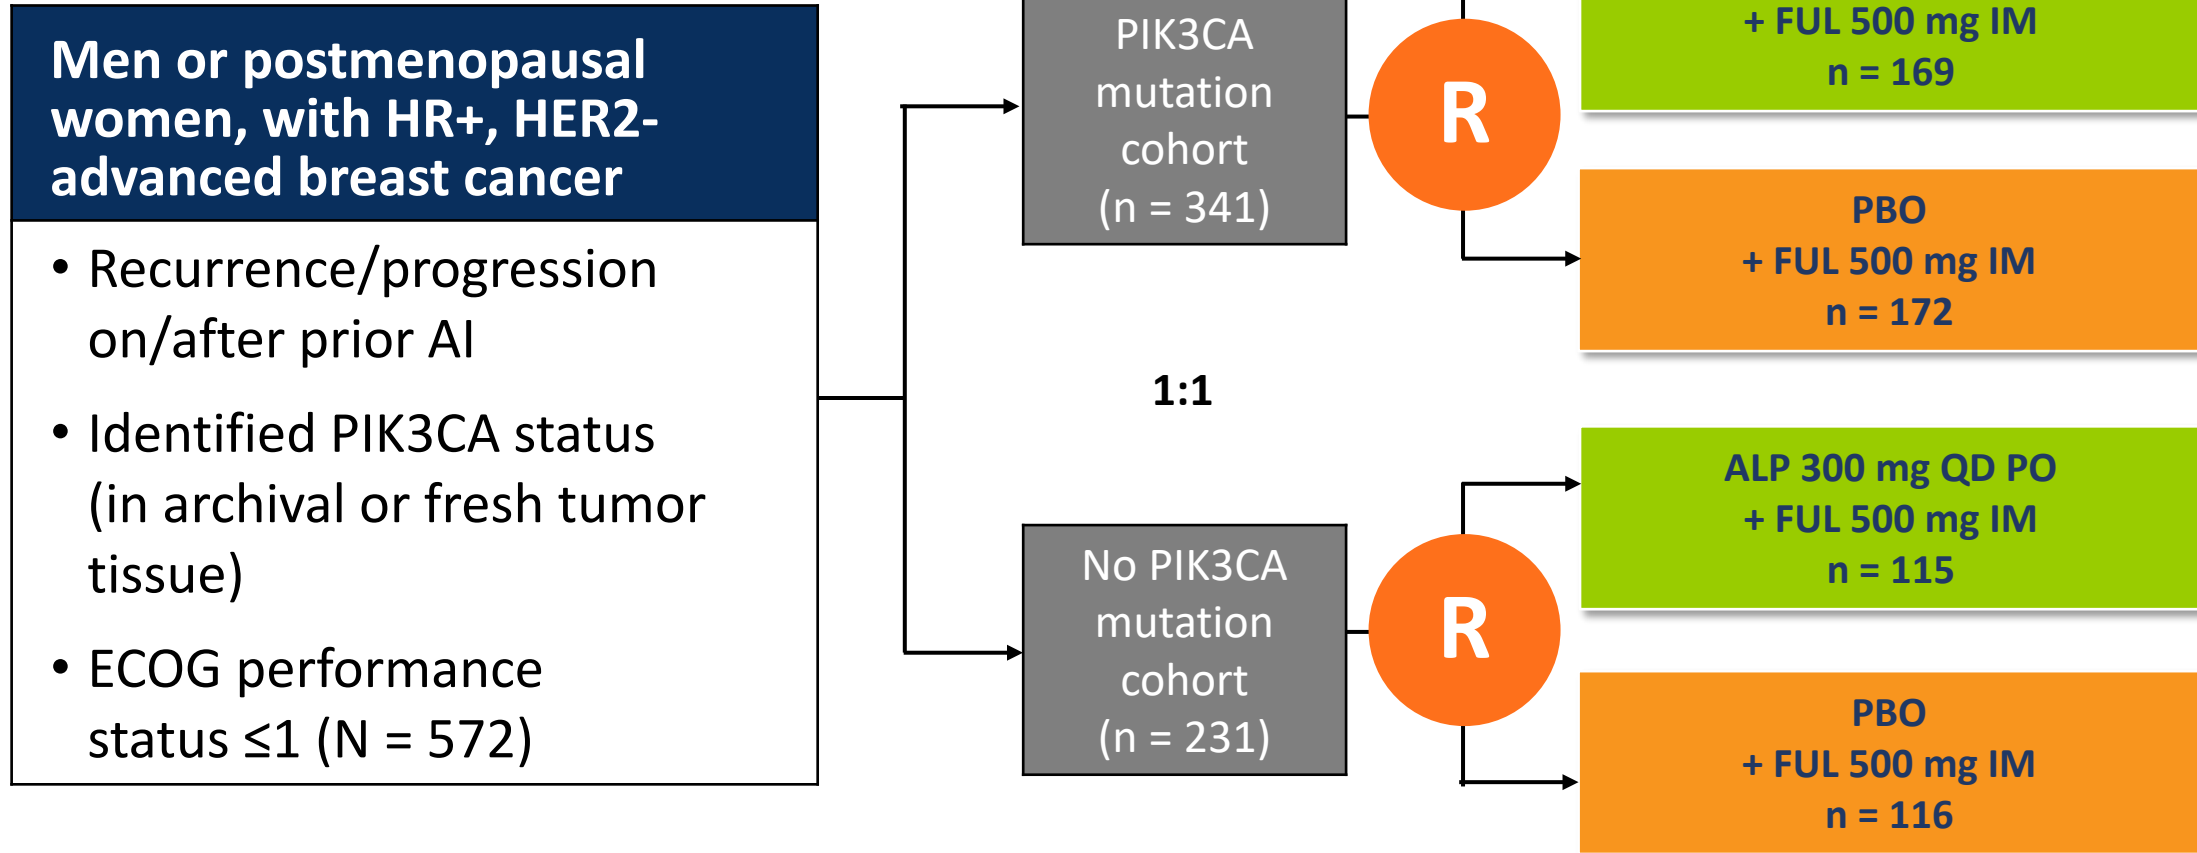 Men or postmenopausal
women, with HR+, HER2-
advanced breast cancer
• Recurrence/progression
on/after prior AI
• Identified PIK3CA status
(in archival or fresh tumor
tissue)
• ECOG performance
status ≤1 (N = 572)
PIK3CA
mutation
cohort
(n = 341)
R
+ FUL 500 mg IM
n = 169
PBO
+ FUL 500 mg IM
n = 172
1:1
No PIK3CA
mutation
cohort
(n = 231)
R
ALP 300 mg QD PO
+ FUL 500 mg IM
n = 115
PBO
+ FUL 500 mg IM
n = 116